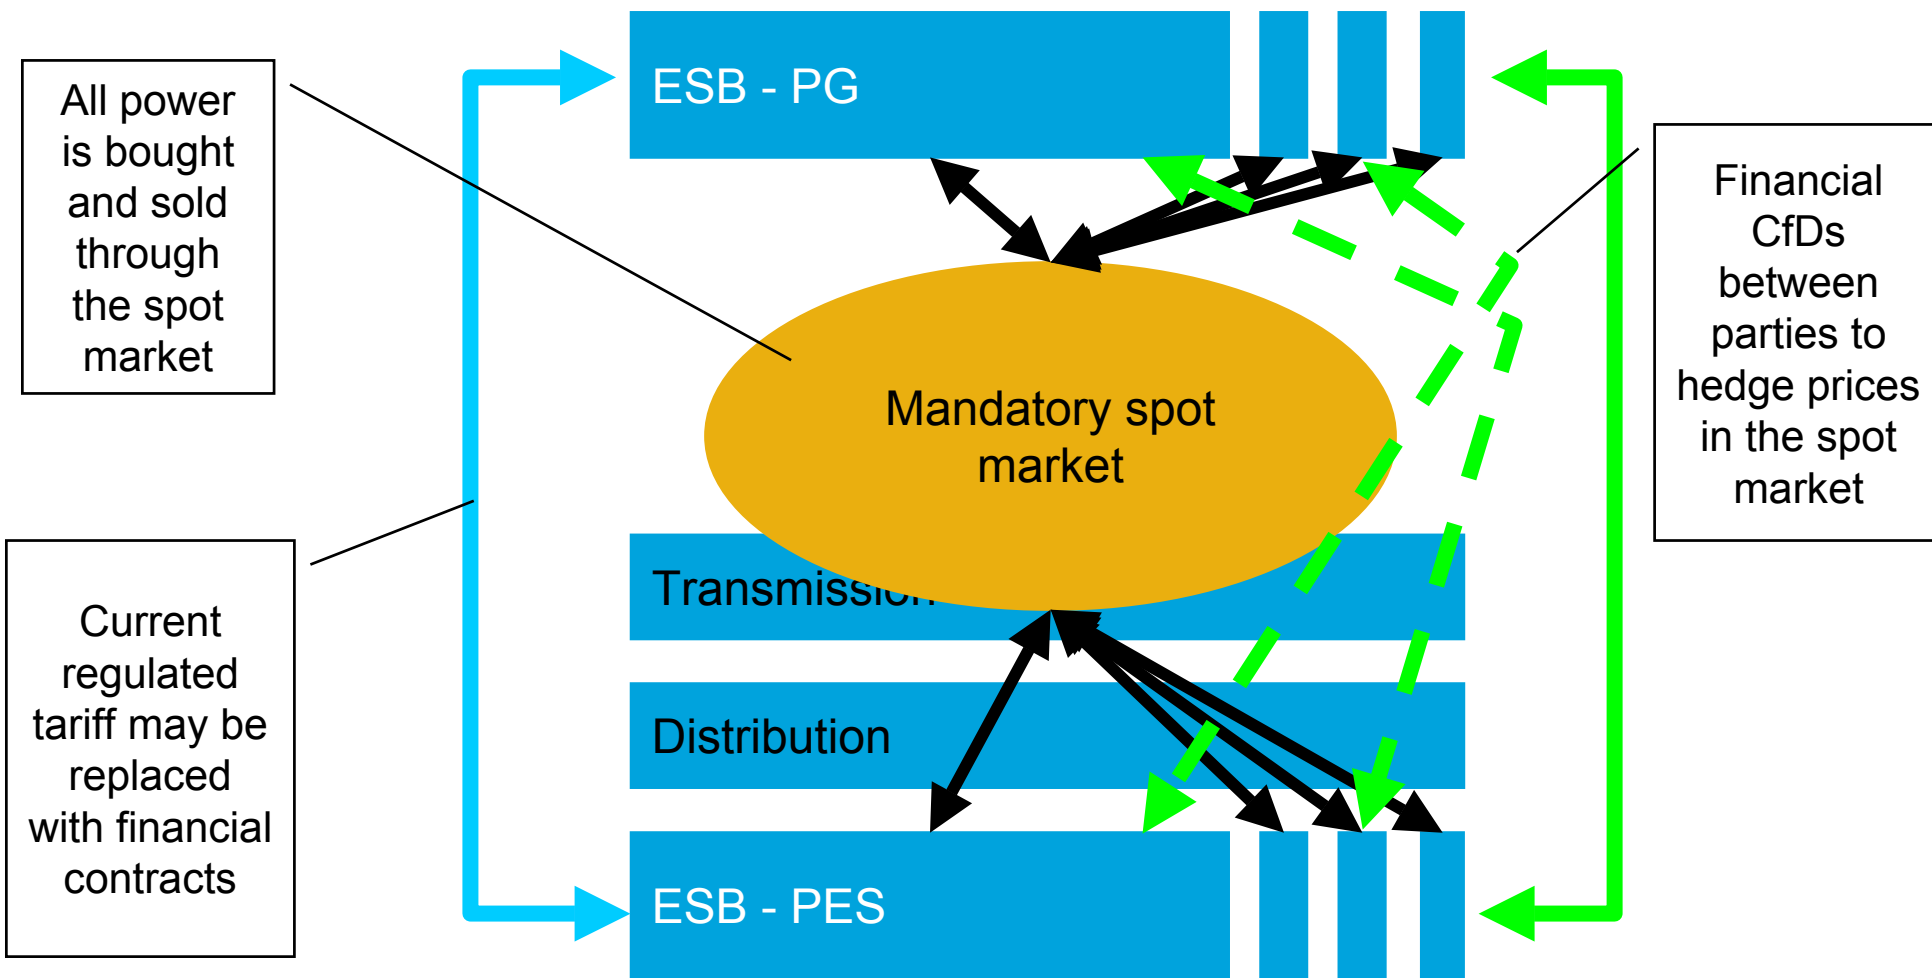 ESB - PG
All power
is bought
and sold
through
the spot
market
Financial
CfDs
between
parties to
hedge prices
in the spot
market
Mandatory spot
market
Transmission
Current
regulated
tariff may be
replaced
with financial
contracts
Distribution
ESB - PES